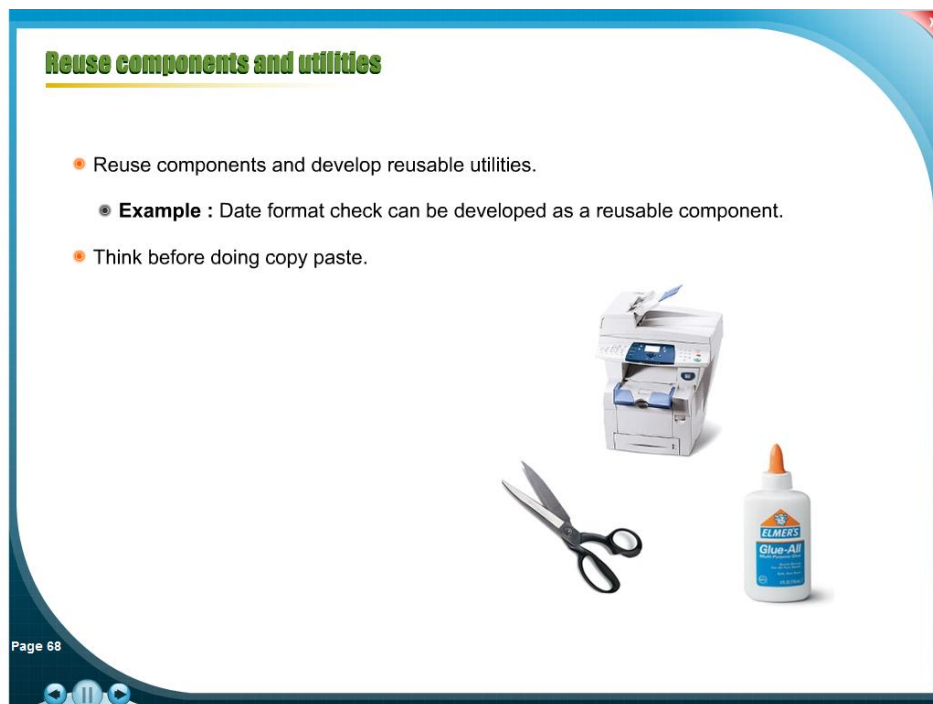 Reuse components and utilities
Reuse components and develop reusable utilities.
Example : Date format check can be developed as a reusable component.
Think before doing copy paste.
ELMER'S
Glue-All
Page 68